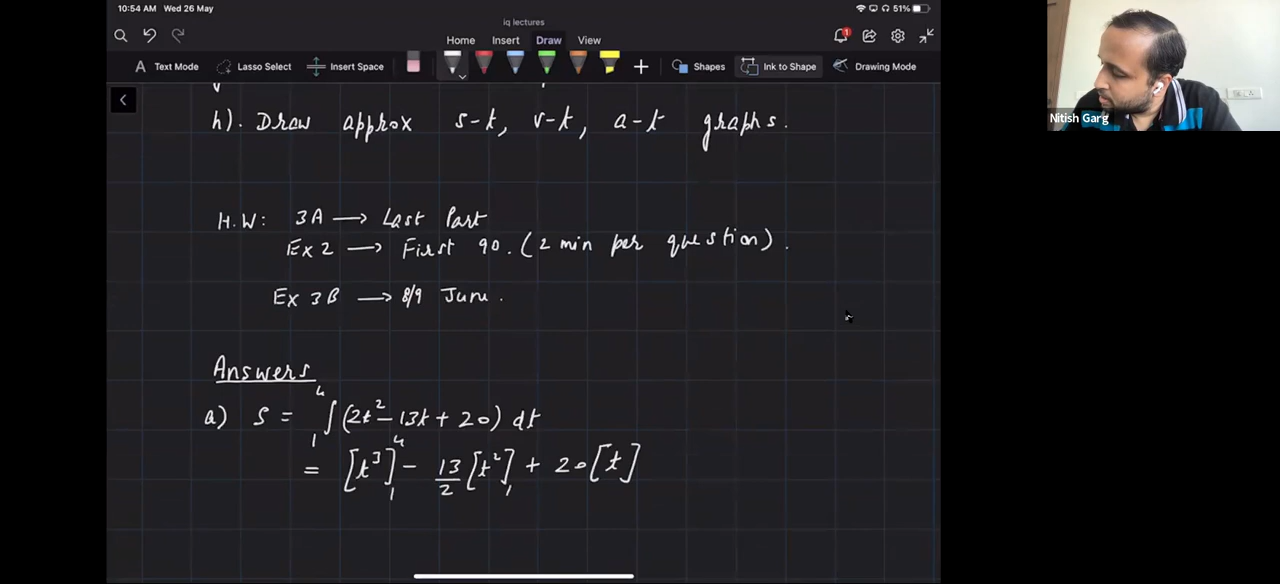 10:54 AM Wed 26 May
51%
iq lectures
Home Insert Draw View
1
Text Mode Lasso Select Insert Space Shapes Ink to Shape Drawing Mode
Nitish Garg
h). Draw approx s-t, v-t, a-t graphs.
H.W: 3A → Last Part
Ex 2 → First 90. (2 min per question).
Ex 3B → 8/9 June.
Answers
a) S = ∫₁⁴ (2t² - 13t + 20) dt
= [t³]₁⁴ - 13/2 [t²]₁ + 20[t]